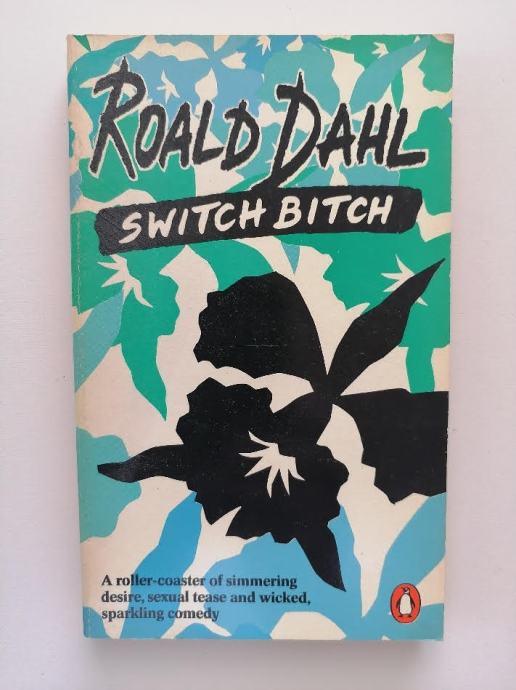 ROALD DAHL
SWITCH BITCH
A roller-coaster of simmering
desire, sexual tease and wicked,
sparkling comedy